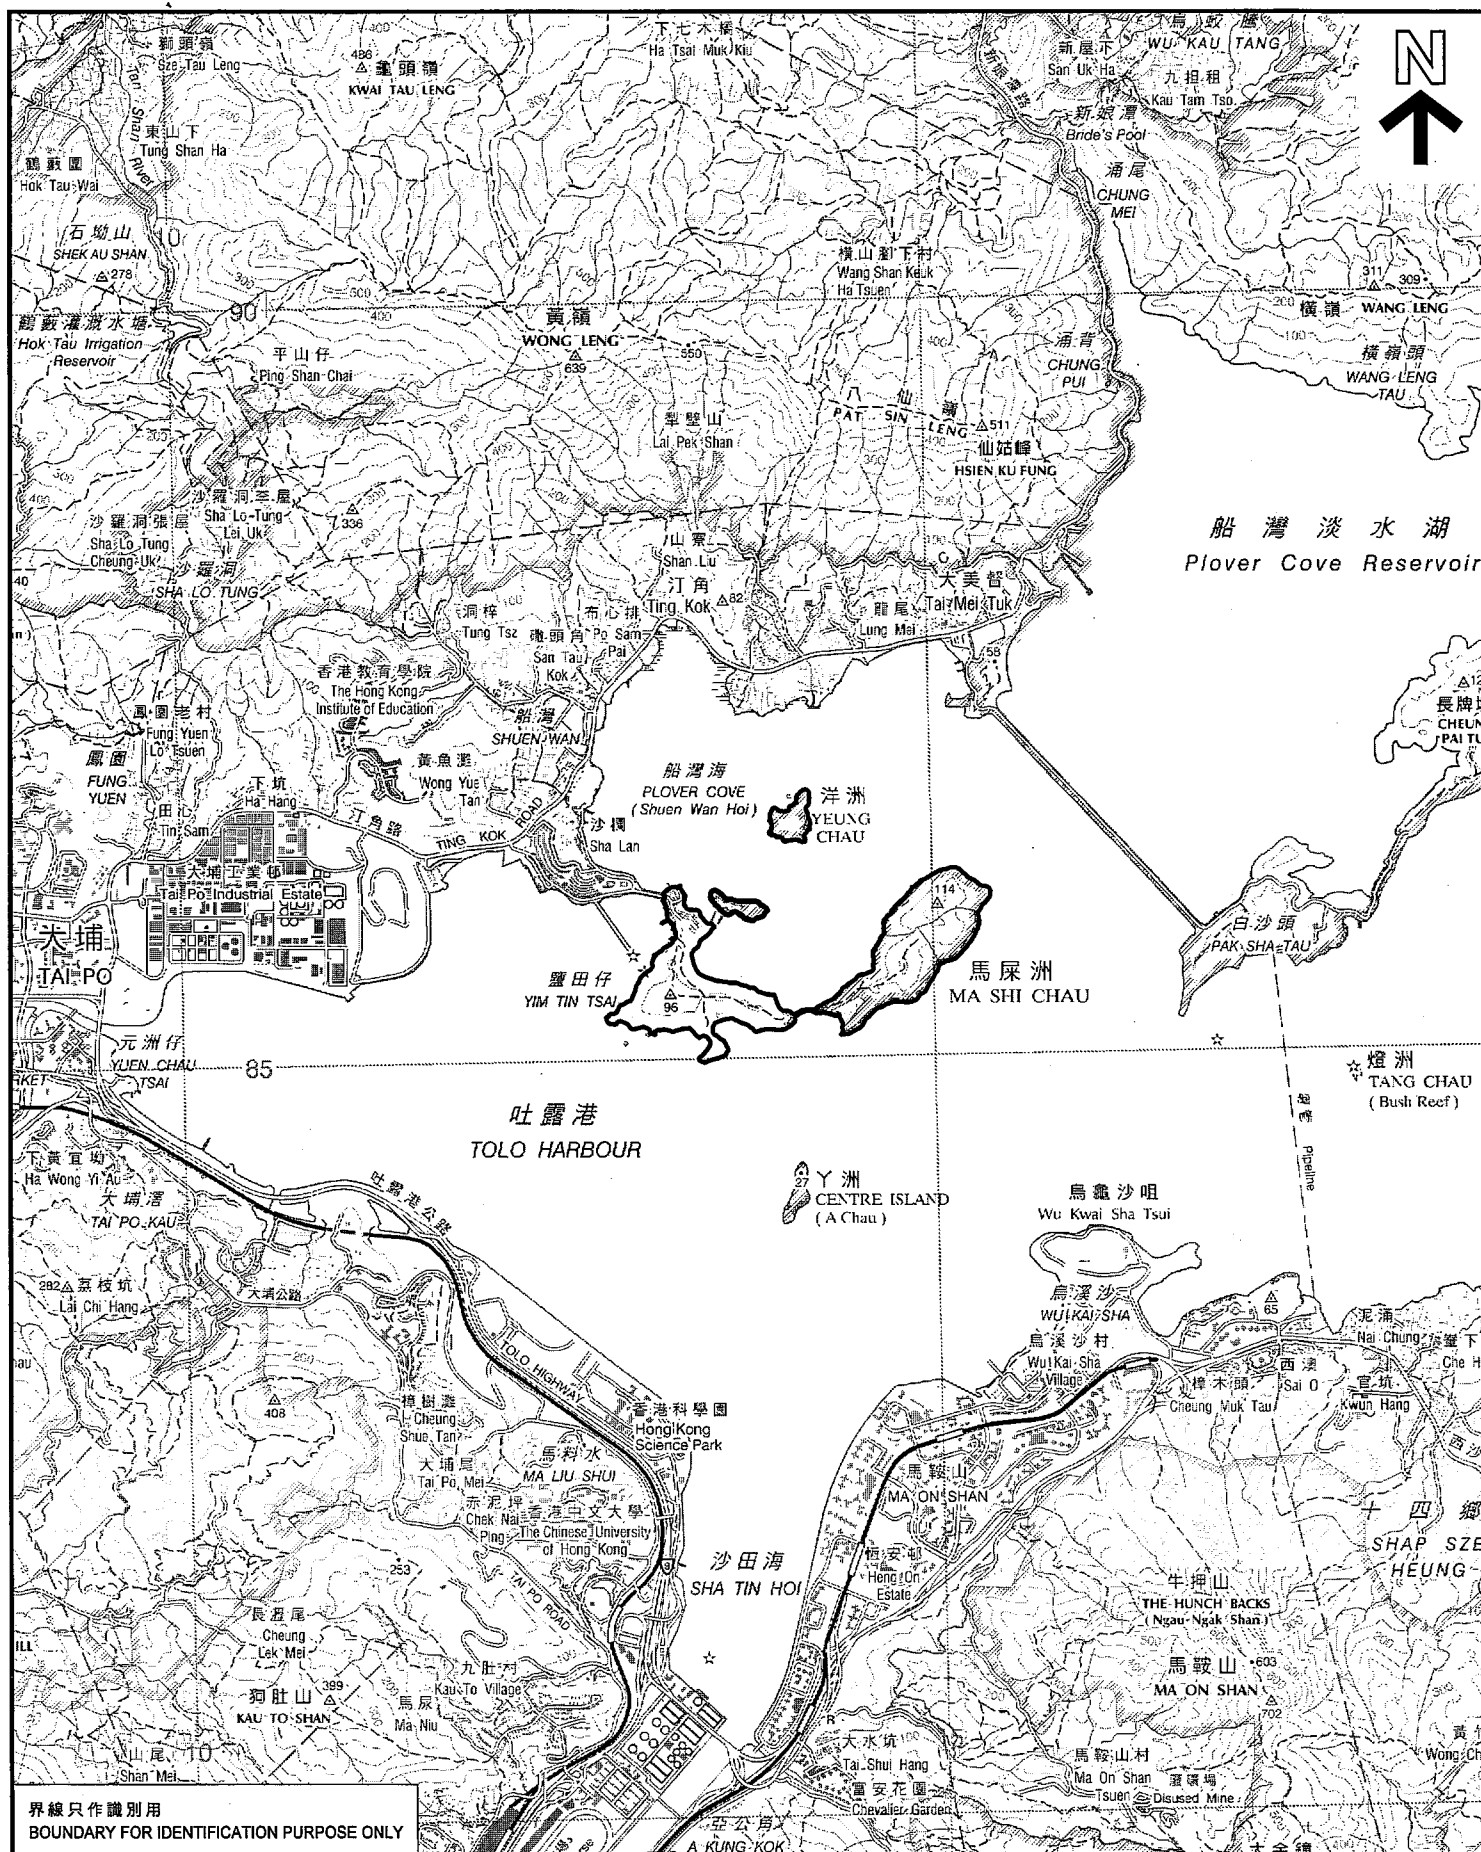 獅頭嶺
Sze Tau Leng
486
龜頭嶺
KWAI TAU LENG
下七木橋
Ha Tsat Muk Kiu
新屋下
San Uk Ha
烏蛟騰
WU KAU TANG
九担租
Kau Tam Tso
新娘潭
Bride's Pool
N
Tan Shan River
東山下
Tung Shan Ha
鶴藪圍
Hok Tau Wai
涌尾
CHUNG
MEI
石坳山
SHEK AU SHAN
278
橫山腳下村
Wang Shan Keuk
Ha Tsuen
311
309
橫嶺
WANG LENG
鶴藪灌溉水塘
Hok Tau Irrigation
Reservoir
90
黃嶺
WONG LENG
639
550
平山仔
Ping Shan Chai
涌背
CHUNG
PUI
橫嶺頭
WANG LENG
TAU
八仙嶺
PAT SIN LENG
511
仙姑峰
HSIEN KU FUNG
犁壁山
Lai Pek Shan
沙羅洞李屋
Sha Lo Tung
Lei Uk
336
沙羅洞張屋
Sha Lo Tung
Cheung Uk
沙羅洞
SHA LO TUNG
船灣淡水湖
Plover Cove Reservoir
山寮
Shan Liu
汀角
Ting Kok
82
大美督
Tai Mei Tuk
龍尾
Lung Mei
58
洞梓
Tung Tsz
布心排
Po Sam
Pai
𥔲頭角
San Tau
Kok
香港教育學院
The Hong Kong
Institute of Education
船灣
SHUEN WAN
鳳園老村
Fung Yuen
Lo Tsuen
鳳園
FUNG
YUEN
黃魚灘
Wong Yue
Tan
下坑
Ha Hang
田心
Tin Sam
汀角路
TING KOK ROAD
船灣海
PLOVER COVE
(Shuen Wan Hoi)
洋洲
YEUNG
CHAU
沙欄
Sha Lan
長牌
CHEUN
PAI TU
大埔工業邨
Tai Po Industrial Estate
大埔
TAI PO
114
馬屎洲
MA SHI CHAU
白沙頭
PAK SHA TAU
鹽田仔
YIM TIN TSAI
96
元洲仔
YUEN CHAU
TSAI
RKET
85
燈洲
TANG CHAU
(Bush Reef)
吐露港
TOLO HARBOUR
Pipeline
下黃宜坳
Ha Wong Yi Au
大埔滘
TAI PO KAU
吐露港公路
27
丫洲
CENTRE ISLAND
(A Chau)
烏龜沙咀
Wu Kwai Sha Tsui
282
荔枝坑
Lai Chi Hang
大埔公路
烏溪沙
WU KAI SHA
65
烏溪沙村
Wu Kai Sha
Village
泥涌
Nai Chung
西澳
Sai O
樟木頭
Cheung Muk Tau
官坑
Kwun Hang
TOLO HIGHWAY
408
樟樹灘
Cheung
Shue Tan
香港科學園
Hong Kong
Science Park
大埔尾
Tai Po Mei
馬料水
MA LIU SHUI
赤泥坪
Chek Nai
Ping
香港中文大學
The Chinese University
of Hong Kong
馬鞍山
MA ON SHAN
沙田海
SHA TIN HOI
恆安邨
Heng On
Estate
十四鄉
SHAP SZE
HEUNG
TAI PO ROAD
253
牛押山
THE HUNCH BACKS
(Ngau Ngak Shan)
長瀝尾
Cheung
Lek Mei
九肚村
Kau To Village
馬鞍山
MA ON SHAN
603
702
狗肚山
KAU TO SHAN
399
馬尿
Ma Niu
大水坑
Tai Shui Hang
富安花園
Chevalier Garden
馬鞍山村
Ma On Shan
Tsuen
廢礦場
Disused Mine
山尾
Shan Mei
10
亞公角
A KUNG KOK
界線只作識別用
BOUNDARY FOR IDENTIFICATION PURPOSE ONLY